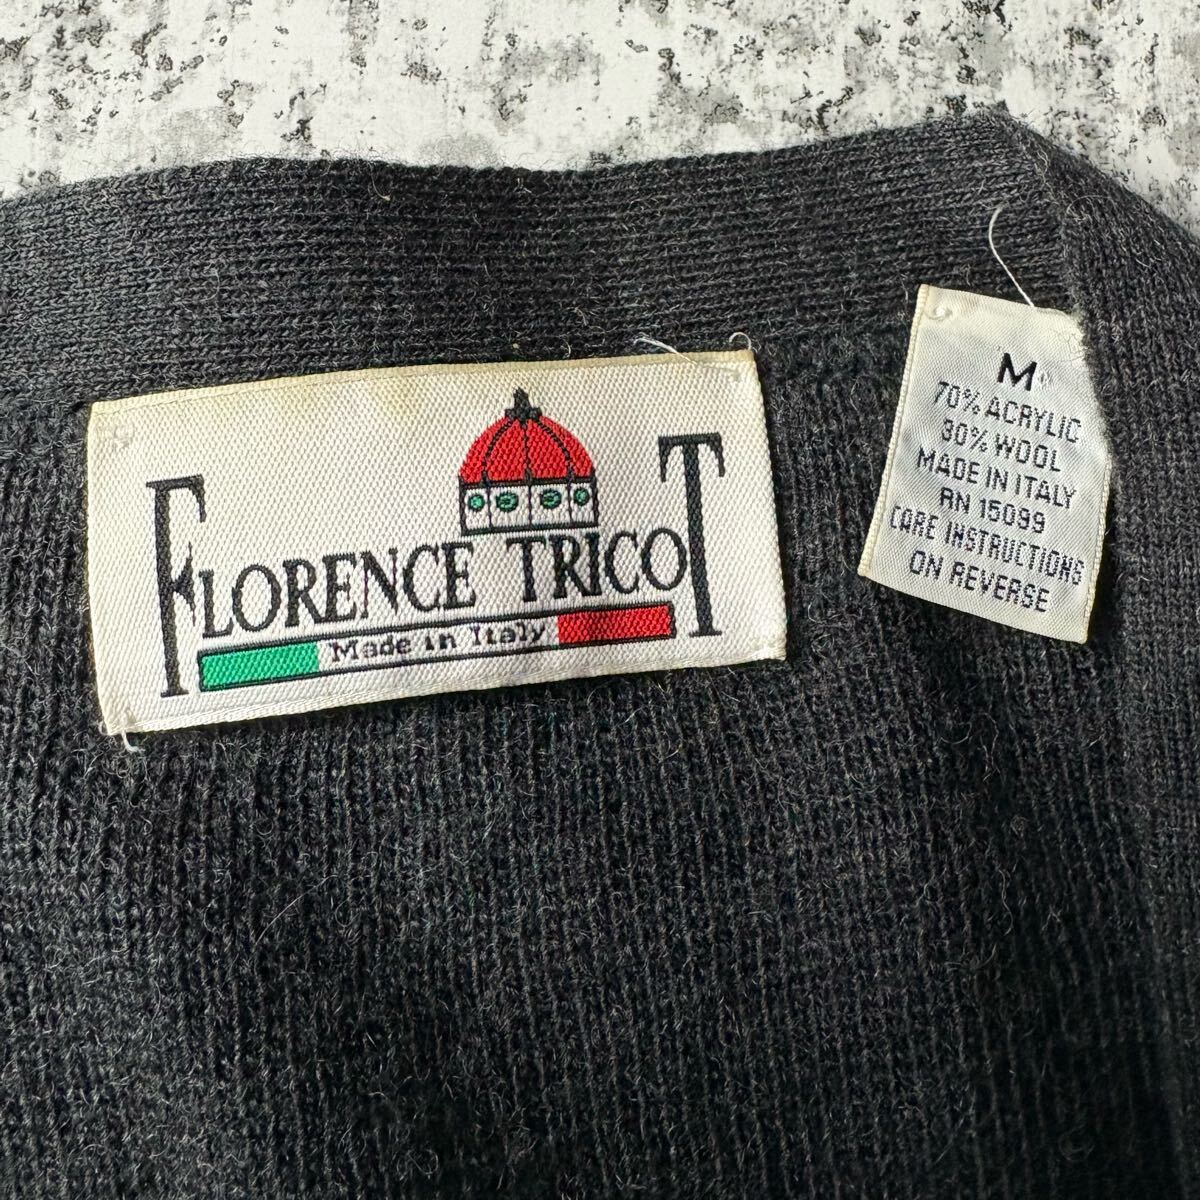 FLORENCE TRICOT
Made in Italy
M
70% ACRYLIC
30% WOOL
MADE IN ITALY
RN 15099
CARE INSTRUCTIONS
ON REVERSE